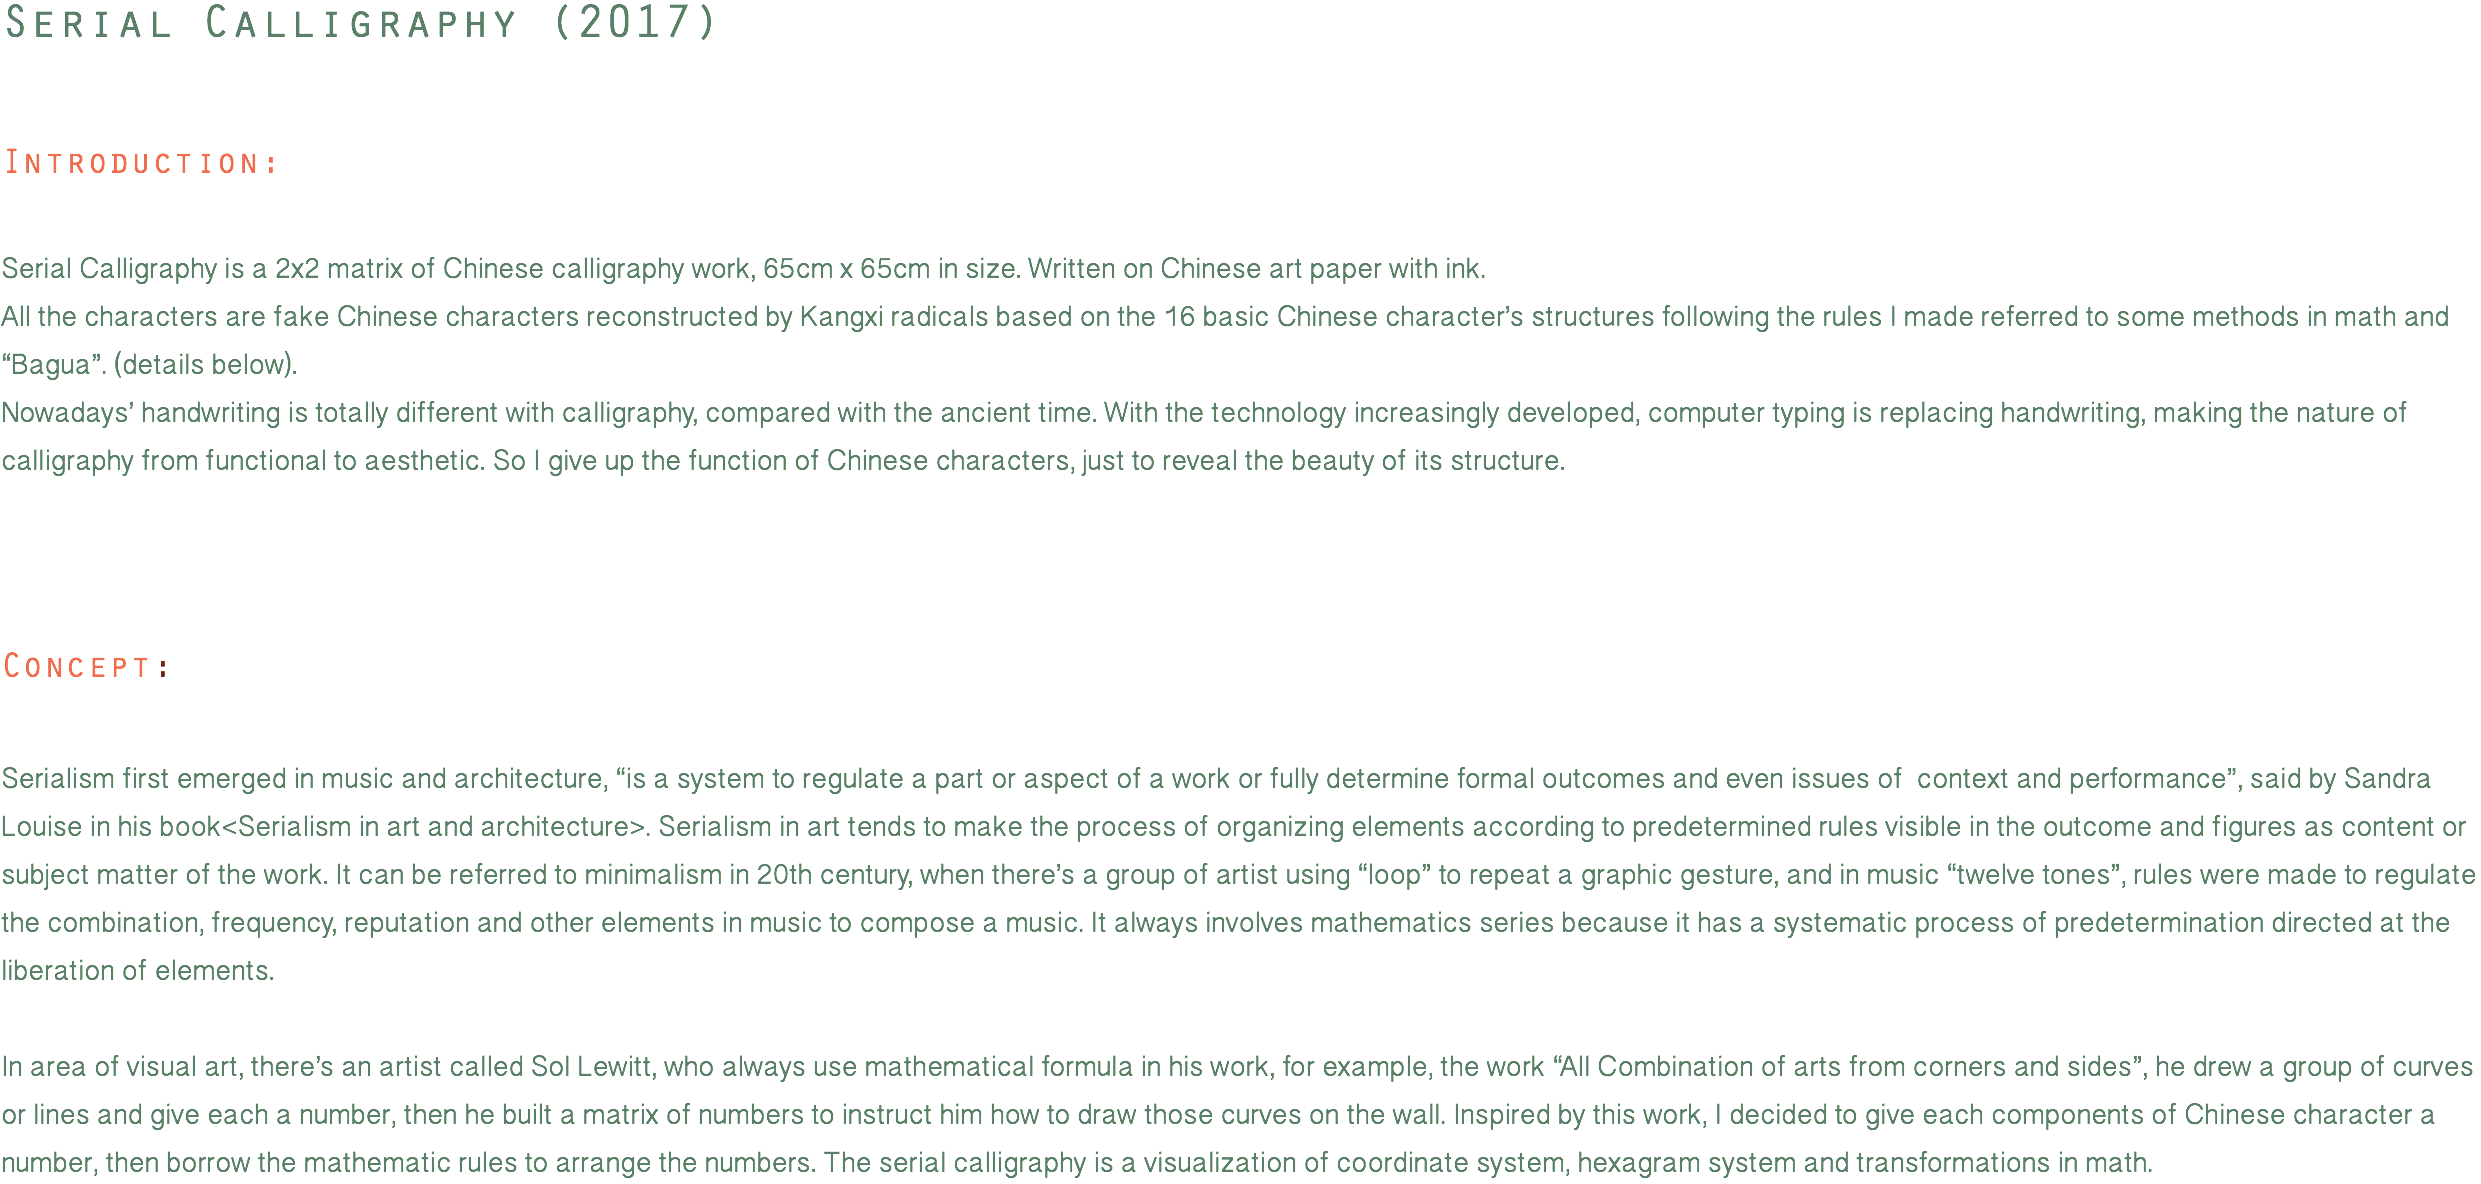 Serial Calligraphy (2017)
Introduction:
Serial Calligraphy is a 2x2 matrix of Chinese calligraphy work, 65cm x 65cm in size. Written on Chinese art paper with ink.
All the characters are fake Chinese characters reconstructed by Kangxi radicals based on the 16 basic Chinese character’s structures following the rules I made referred to some methods in math and
“Bagua”. (details below).
Nowadays’ handwriting is totally different with calligraphy, compared with the ancient time. With the technology increasingly developed, computer typing is replacing handwriting, making the nature of
calligraphy from functional to aesthetic. So I give up the function of Chinese characters, just to reveal the beauty of its structure.
Concept:
Serialism first emerged in music and architecture, “is a system to regulate a part or aspect of a work or fully determine formal outcomes and even issues of  context and performance”, said by Sandra
Louise in his book<Serialism in art and architecture>. Serialism in art tends to make the process of organizing elements according to predetermined rules visible in the outcome and figures as content or
subject matter of the work. It can be referred to minimalism in 20th century, when there’s a group of artist using “loop” to repeat a graphic gesture, and in music “twelve tones”, rules were made to regulate
the combination, frequency, reputation and other elements in music to compose a music. It always involves mathematics series because it has a systematic process of predetermination directed at the
liberation of elements.
In area of visual art, there’s an artist called Sol Lewitt, who always use mathematical formula in his work, for example, the work “All Combination of arts from corners and sides”, he drew a group of curves
or lines and give each a number, then he built a matrix of numbers to instruct him how to draw those curves on the wall. Inspired by this work, I decided to give each components of Chinese character a
number, then borrow the mathematic rules to arrange the numbers. The serial calligraphy is a visualization of coordinate system, hexagram system and transformations in math.